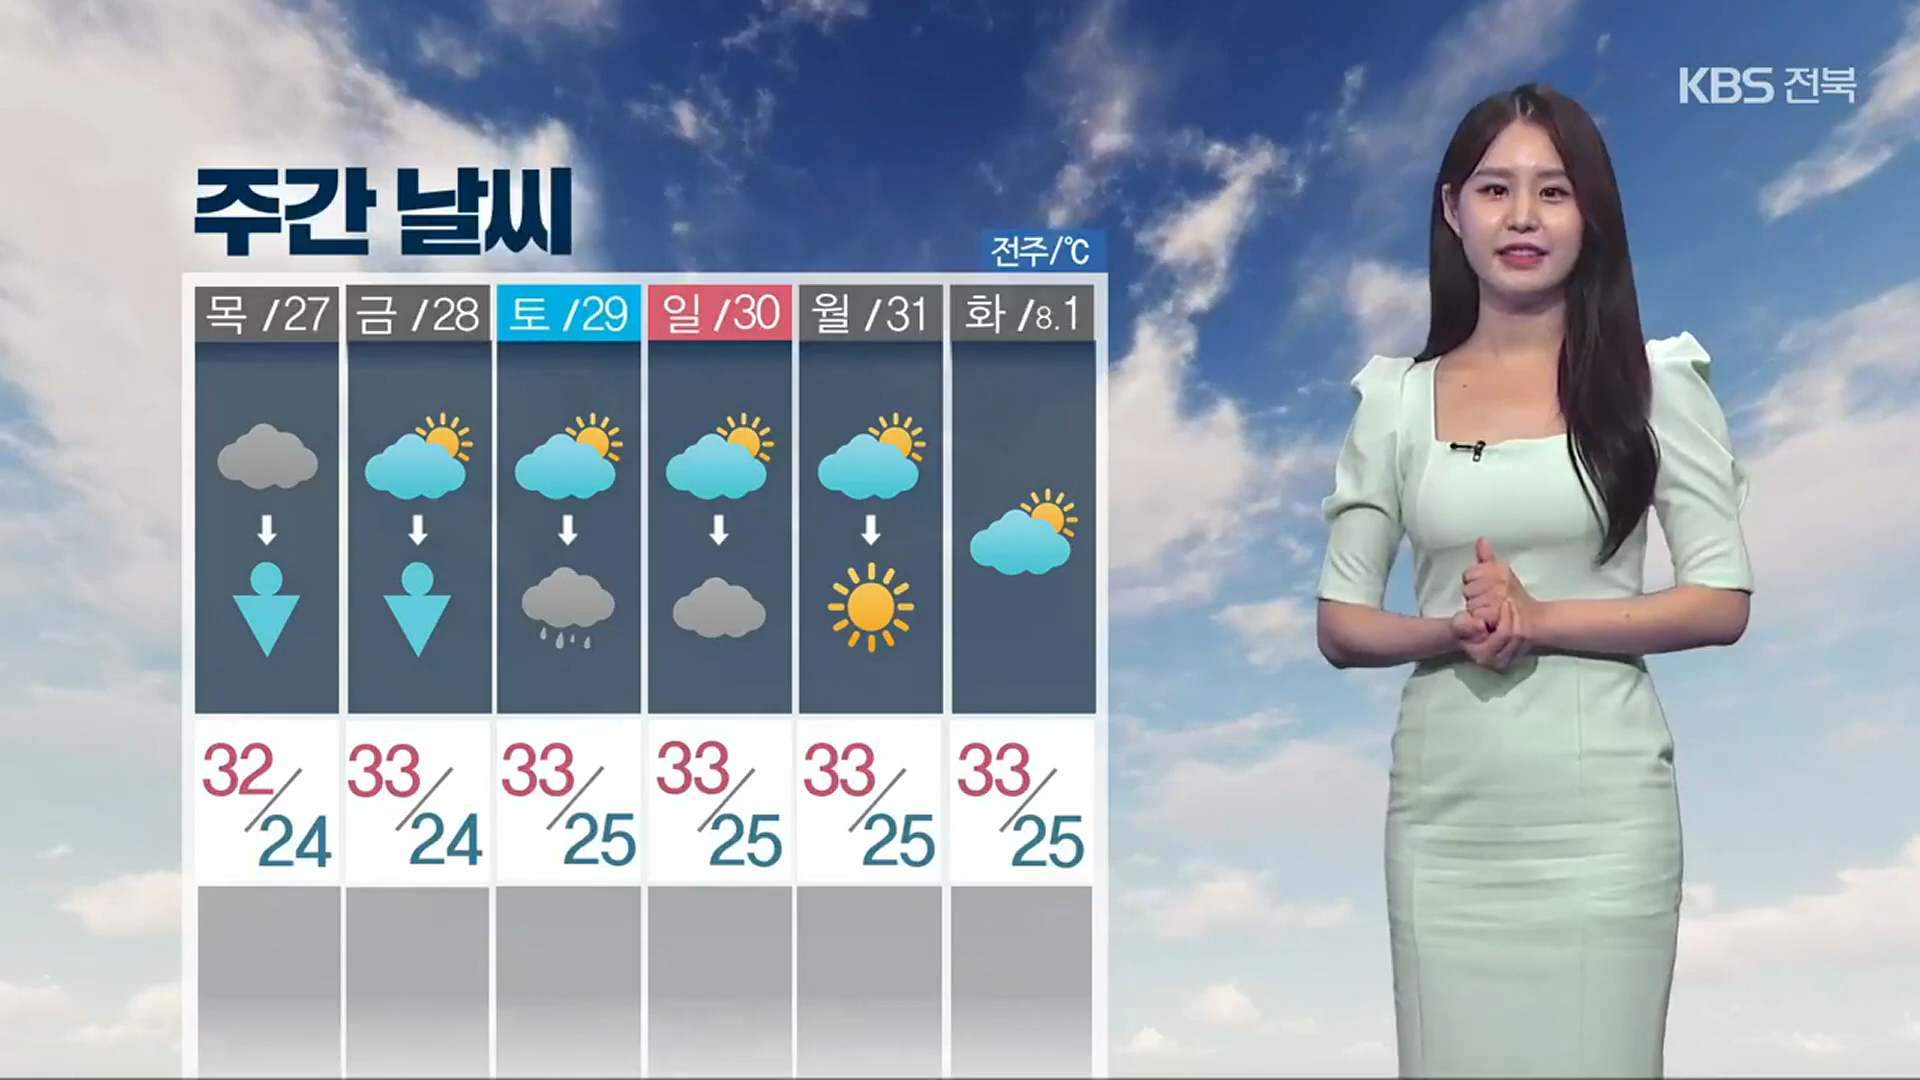 KBS 전북
주간 날씨
전주/℃
목 /27 금 /28 토 /29 일 /30 월 /31 화 /8.1
32/24 33/24 33/25 33/25 33/25 33/25